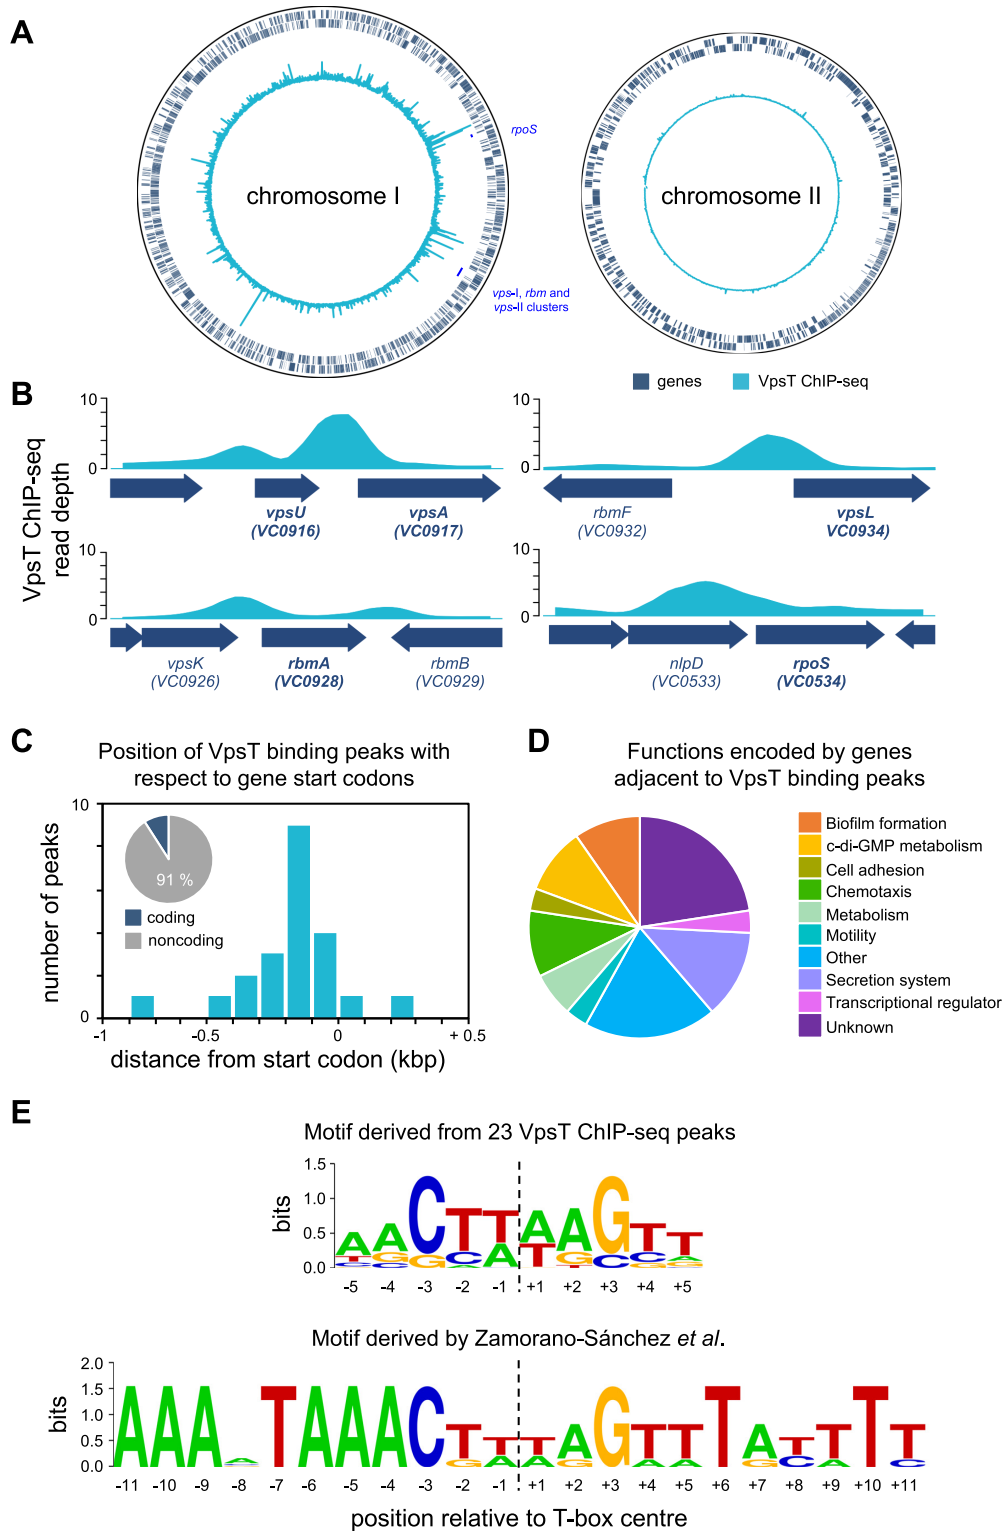 A
chromosome I
rpoS
vps-I, rbm and
vps-II clusters
chromosome II
genes
VpsT ChIP-seq
B
VpsT ChIP-seq
read depth
10
0
vpsU
(VC0916)
vpsA
(VC0917)
10
0
rbmF
(VC0932)
vpsL
VC0934)
10
0
vpsK
(VC0926)
rbmA
(VC0928)
rbmB
(VC0929)
10
0
nlpD
(VC0533)
rpoS
(VC0534)
C
Position of VpsT binding peaks with
respect to gene start codons
number of peaks
10
0
91 %
coding
noncoding
-1
-0.5
0
+ 0.5
distance from start codon (kbp)
D
Functions encoded by genes
adjacent to VpsT binding peaks
Biofilm formation
c-di-GMP metabolism
Cell adhesion
Chemotaxis
Metabolism
Motility
Other
Secretion system
Transcriptional regulator
Unknown
E
Motif derived from 23 VpsT ChIP-seq peaks
bits
1.5
1.0
0.5
0.0
AACTTAAGTT
-5 -4 -3 -2 -1 +1 +2 +3 +4 +5
Motif derived by Zamorano-Sánchez et al.
bits
2.0
1.5
1.0
0.5
0.0
-11 -10 -9 -8 -7 -6 -5 -4 -3 -2 -1 +1 +2 +3 +4 +5 +6 +7 +8 +9 +10 +11
position relative to T-box centre